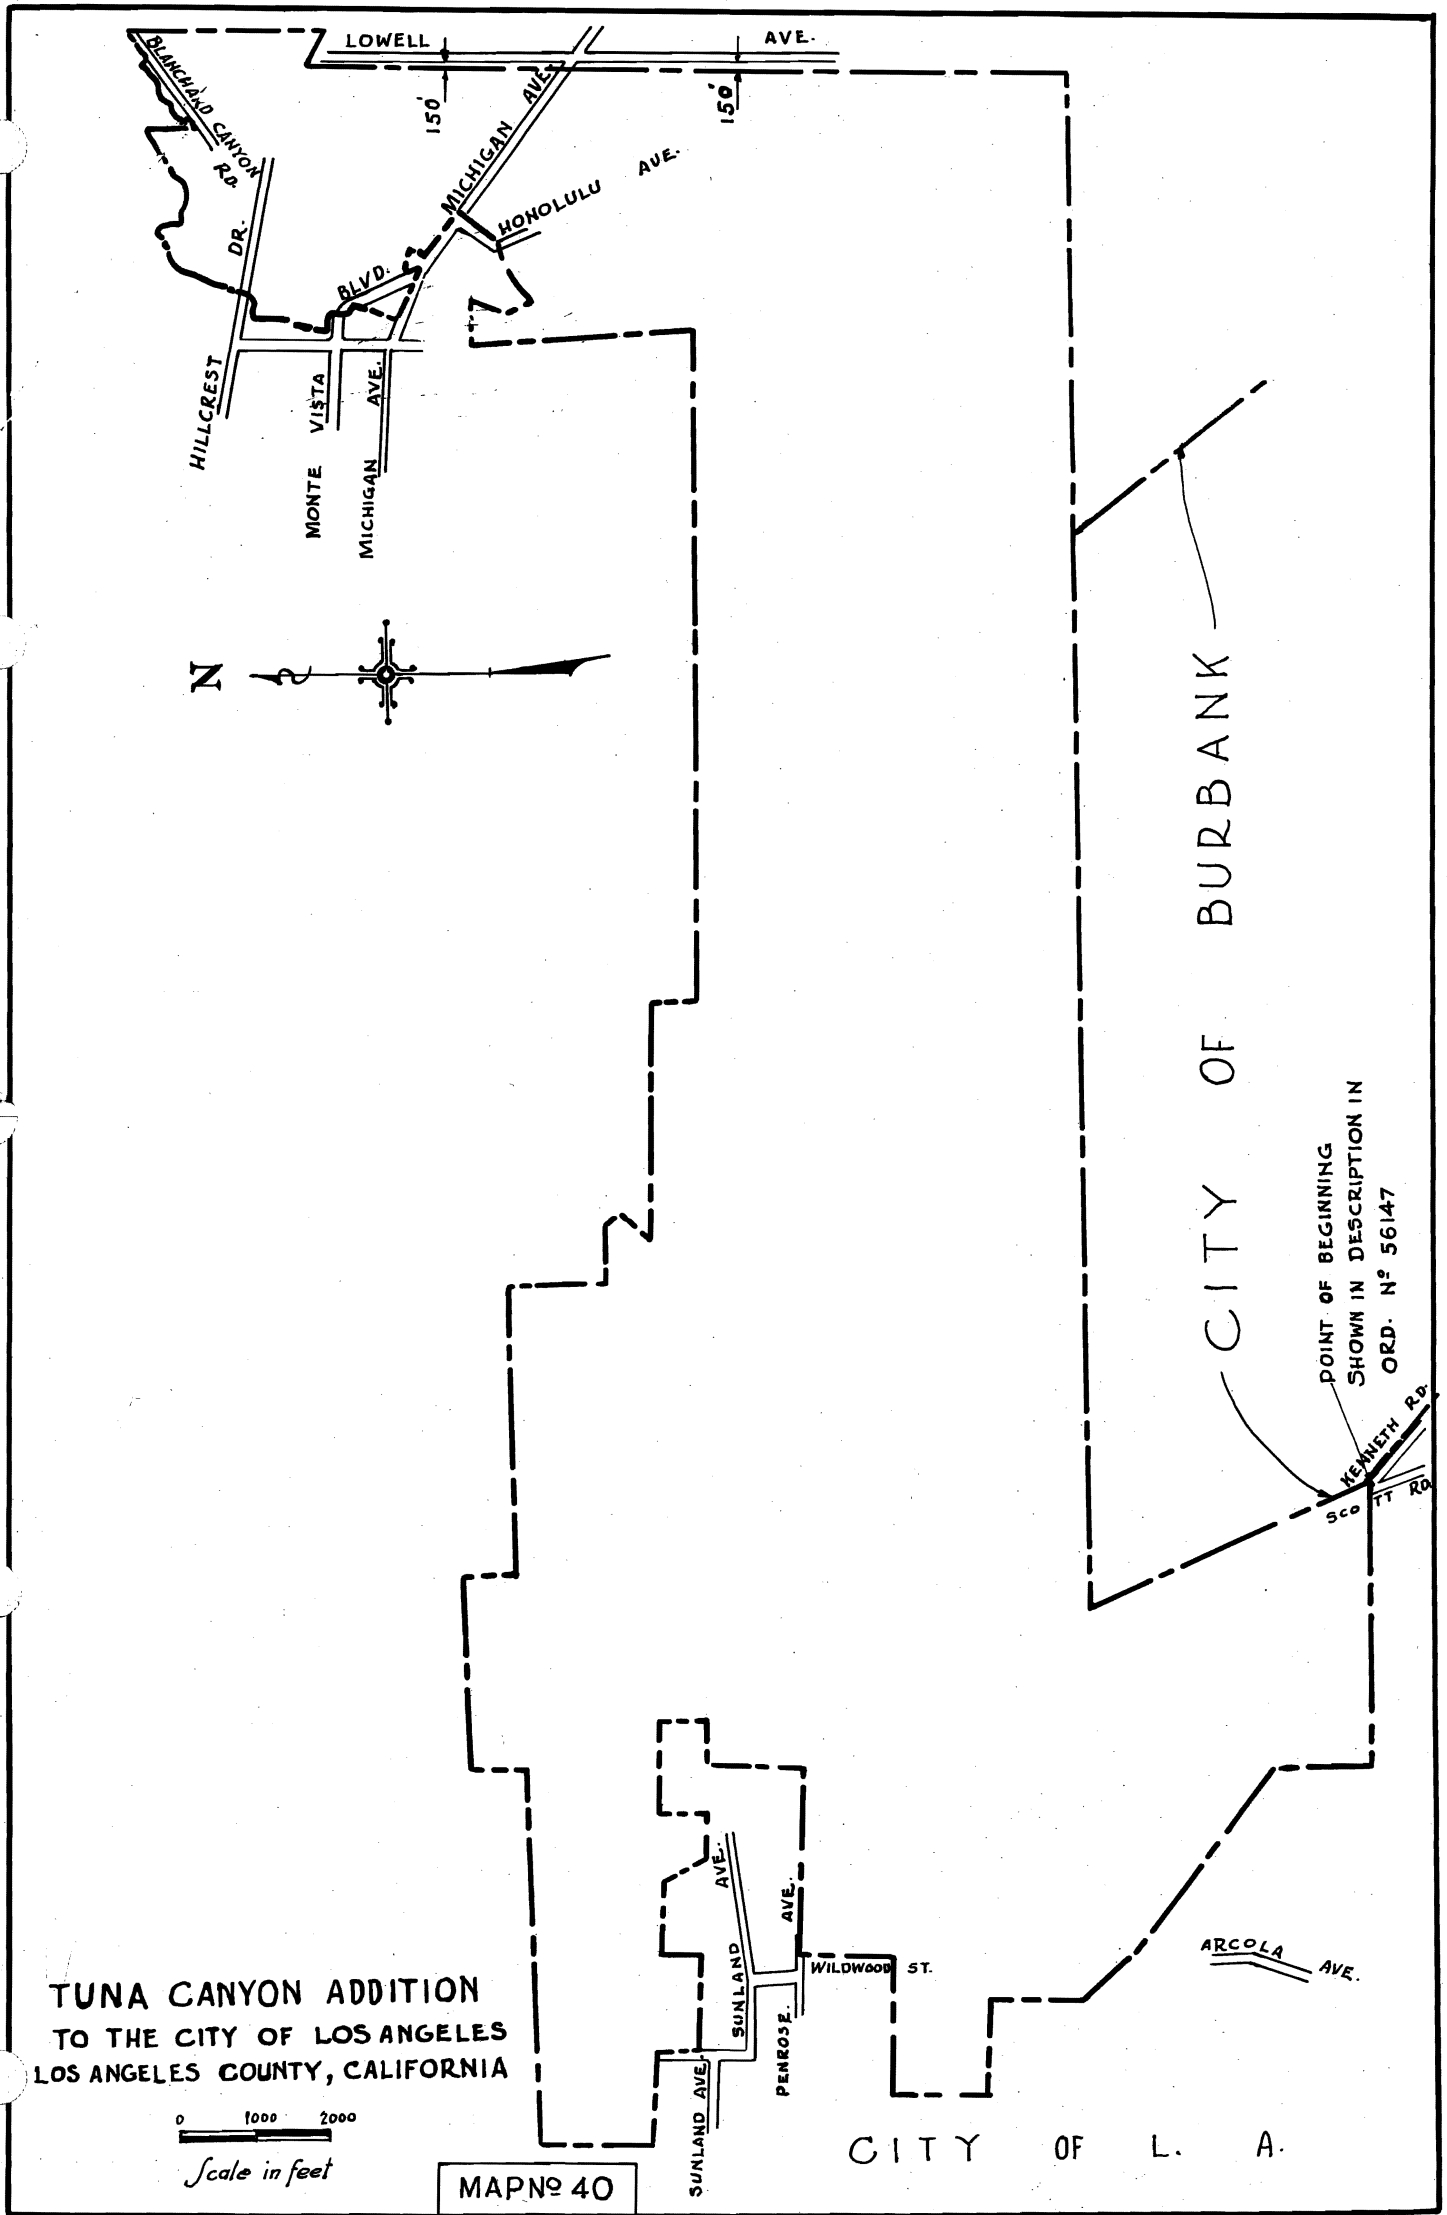 LOWELL AVE.
BLANCHARD CANYON RD.
150'
150'
MICHIGAN AVE.
HONOLULU AVE.
HILLCREST DR.
BLVD.
MONTE VISTA
MICHIGAN AVE.
N
CITY OF BURBANK
POINT OF BEGINNING
SHOWN IN DESCRIPTION IN
ORD. Nº 56147
KENNETH RD.
SCOTT RD.
SUNLAND AVE.
PENROSE. AVE.
WILDWOOD ST.
ARCOLA AVE.
SUNLAND AVE.
TUNA CANYON ADDITION
TO THE CITY OF LOS ANGELES
LOS ANGELES COUNTY, CALIFORNIA
0 1000 2000
Scale in feet
MAP Nº 40
CITY OF L. A.